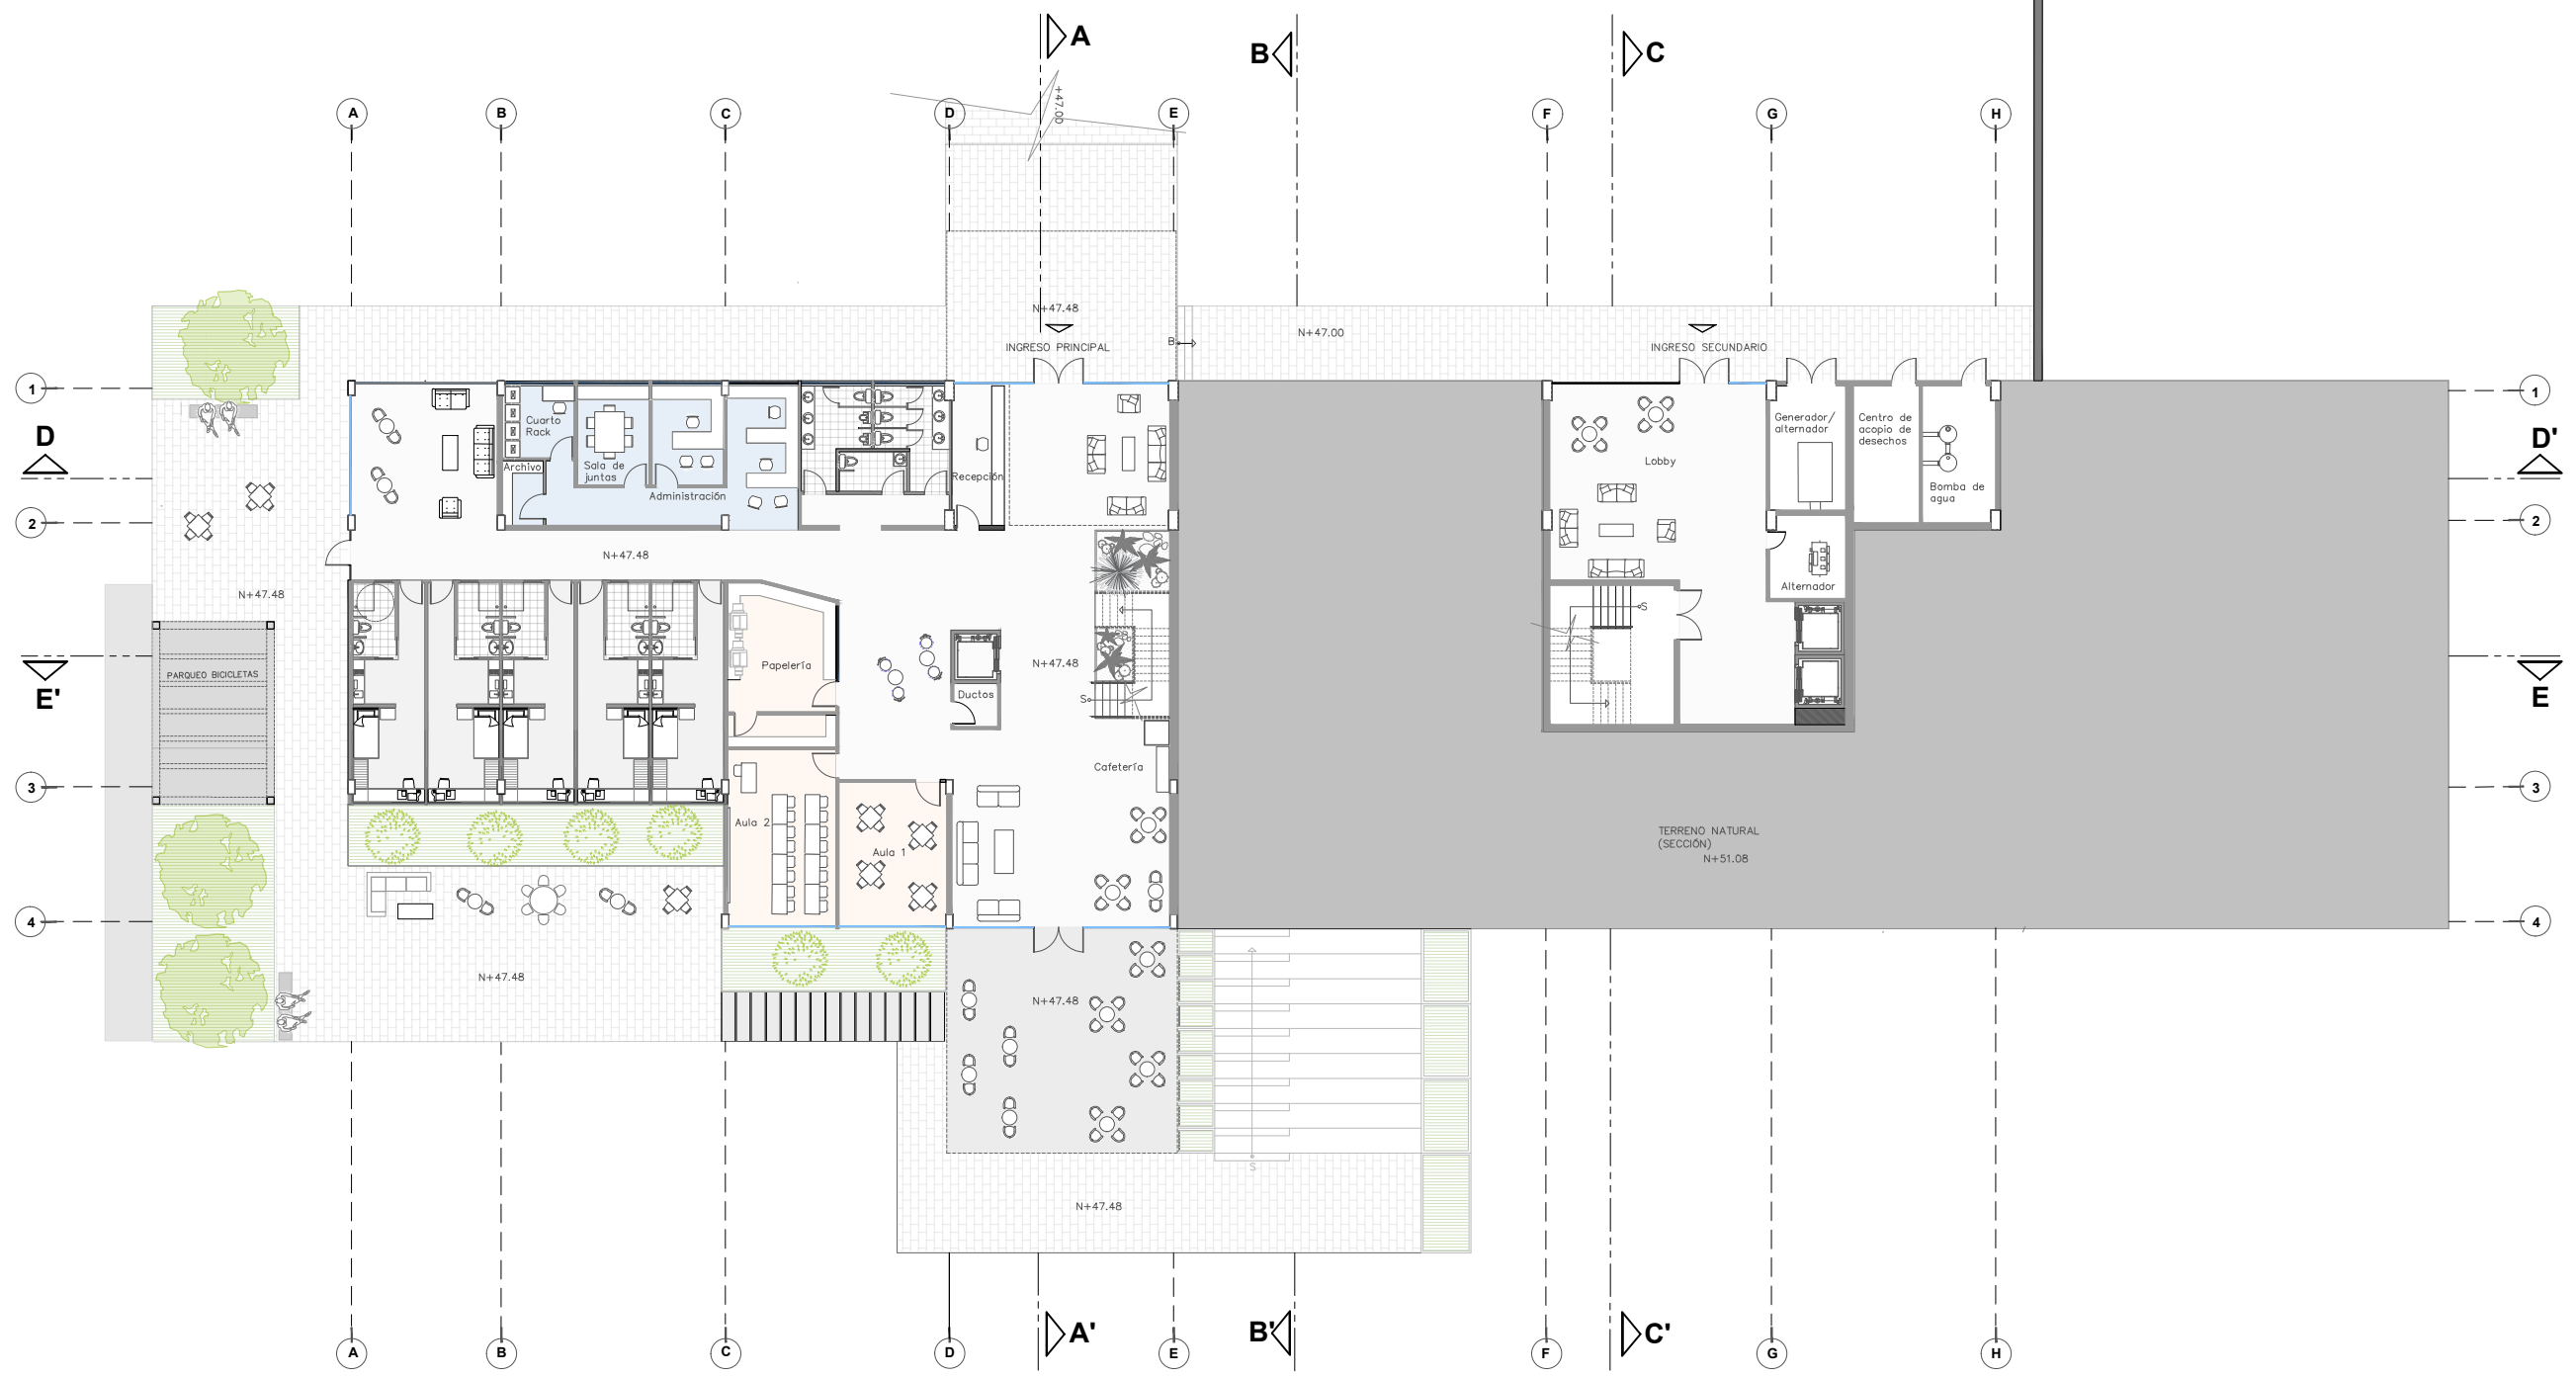 A
B
C
A
B
C
D
E
F
G
H
+47.00
N+47.48
N+47.00
INGRESO PRINCIPAL
B
INGRESO SECUNDARIO
1
1
Cuarto
Rack
Archivo
Sala de
juntas
Administración
Recepción
Lobby
Generador/
alternador
Centro de
acopio de
desechos
Bomba de
agua
D
D'
2
2
N+47.48
N+47.48
Alternador
S
PARQUEO BICICLETAS
Papelería
N+47.48
Ductos
S
E'
E
3
3
Cafetería
Aula 2
Aula 1
TERRENO NATURAL
(SECCIÓN)
N+51.08
4
4
N+47.48
N+47.48
S
N+47.48
A'
B'
C'
A
B
C
D
E
F
G
H